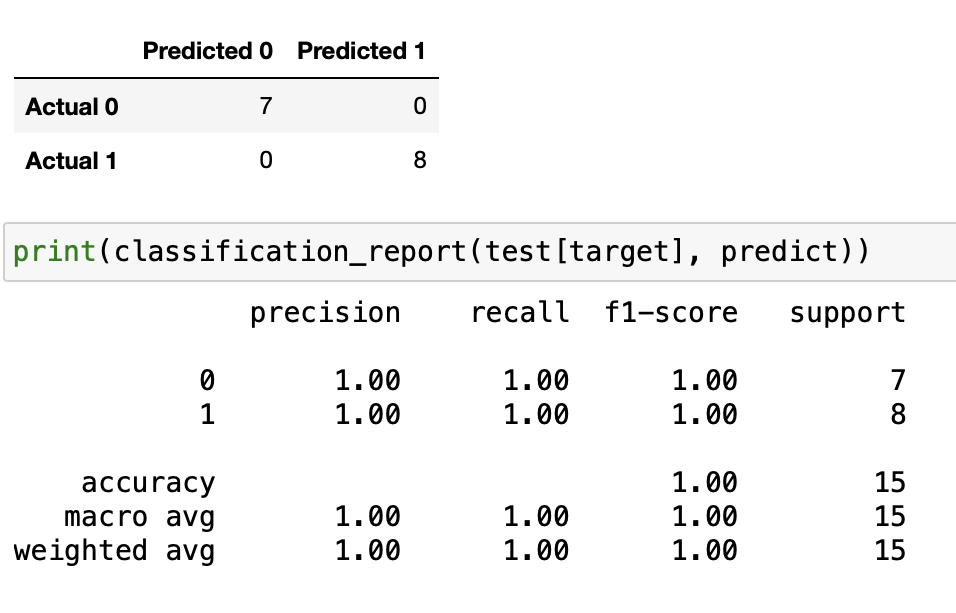 Predicted 0 Predicted 1
Actual 0 7 0
Actual 1 0 8
print(classification_report(test[target], predict))
precision recall f1-score support
0 1.00 1.00 1.00 7
1 1.00 1.00 1.00 8
accuracy 1.00 15
macro avg 1.00 1.00 1.00 15
weighted avg 1.00 1.00 1.00 15